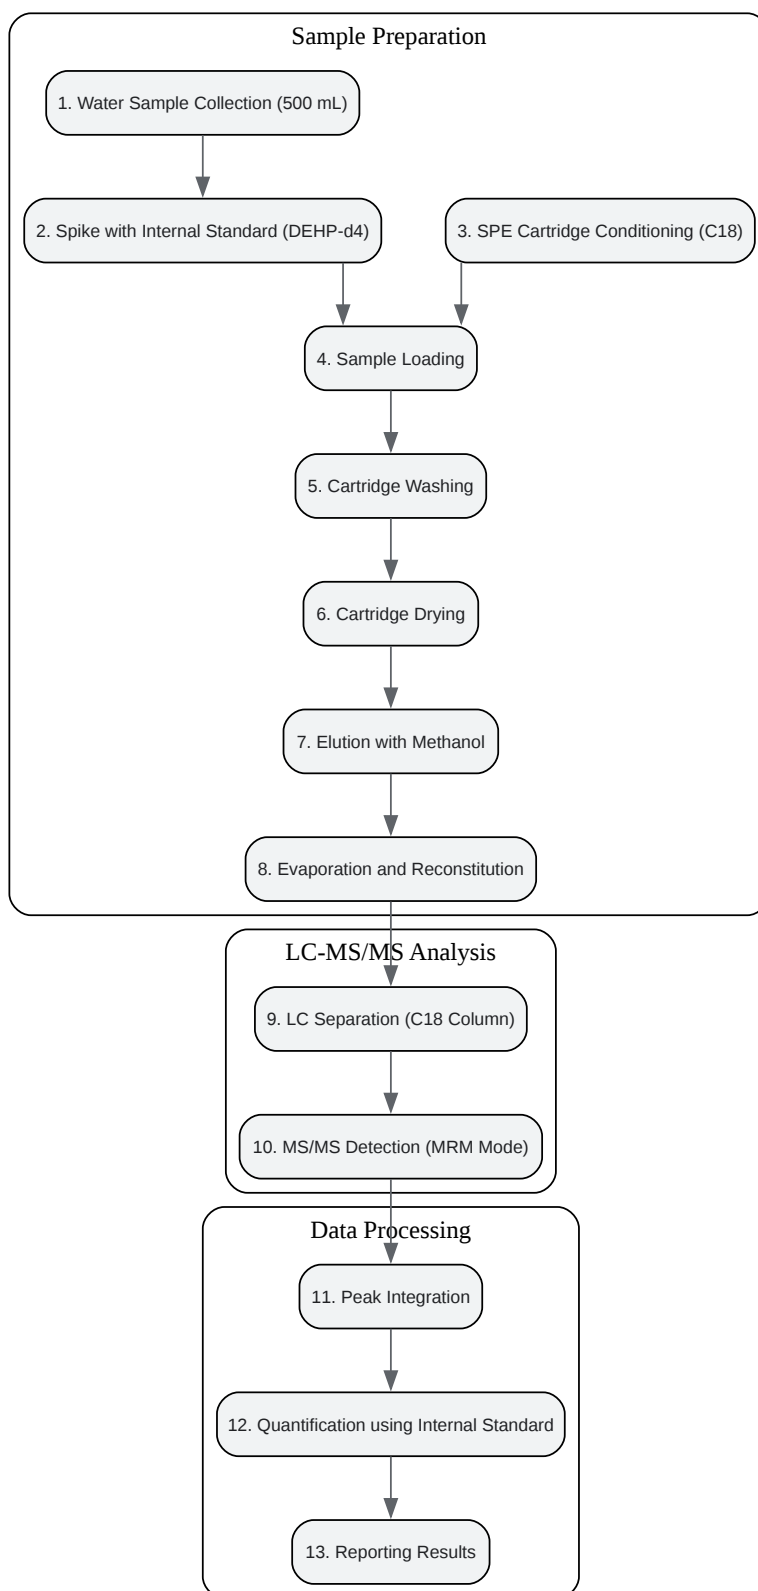 Sample Preparation
1. Water Sample Collection (500 mL)
2. Spike with Internal Standard (DEHP-d4)
3. SPE Cartridge Conditioning (C18)
4. Sample Loading
5. Cartridge Washing
6. Cartridge Drying
7. Elution with Methanol
8. Evaporation and Reconstitution
LC-MS/MS Analysis
9. LC Separation (C18 Column)
10. MS/MS Detection (MRM Mode)
Data Processing
11. Peak Integration
12. Quantification using Internal Standard
13. Reporting Results